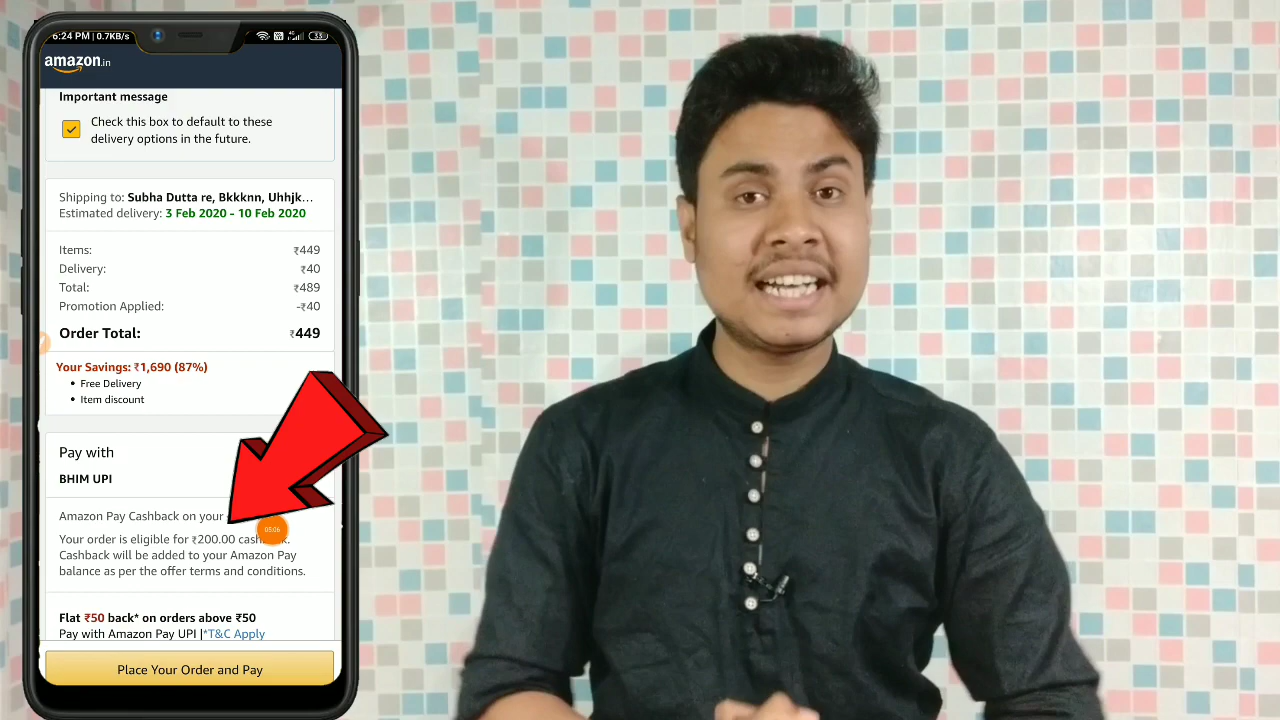 6:24 PM | 0.7KB/s
4G
33
amazon.in
Important message
Check this box to default to these
delivery options in the future.
Shipping to: Subha Dutta re, Bkkknn, Uhhjk...
Estimated delivery: 3 Feb 2020 - 10 Feb 2020
Items: ₹449
Delivery: ₹40
Total: ₹489
Promotion Applied: -₹40
Order Total: ₹449
Your Savings: ₹1,690 (87%)
• Free Delivery
• Item discount
Pay with
BHIM UPI
Amazon Pay Cashback on your
05:06
Your order is eligible for ₹200.00
Cashback will be added to your Amazon Pay
balance as per the offer terms and conditions.
Flat ₹50 back* on orders above ₹50
Pay with Amazon Pay UPI |*T&C Apply
Place Your Order and Pay